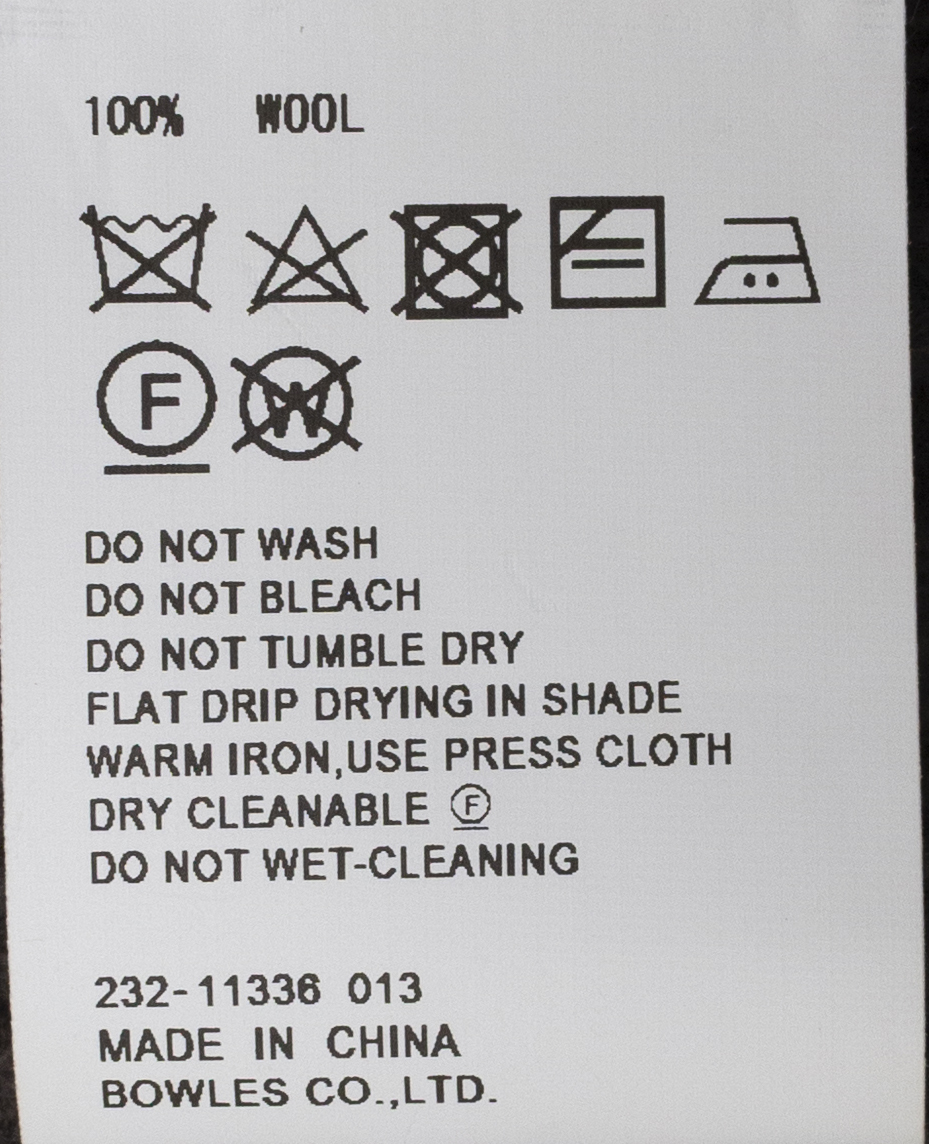 100% WOOL
F W
DO NOT WASH
DO NOT BLEACH
DO NOT TUMBLE DRY
FLAT DRIP DRYING IN SHADE
WARM IRON,USE PRESS CLOTH
DRY CLEANABLE Ⓕ
DO NOT WET-CLEANING
232-11336 013
MADE IN CHINA
BOWLES CO.,LTD.